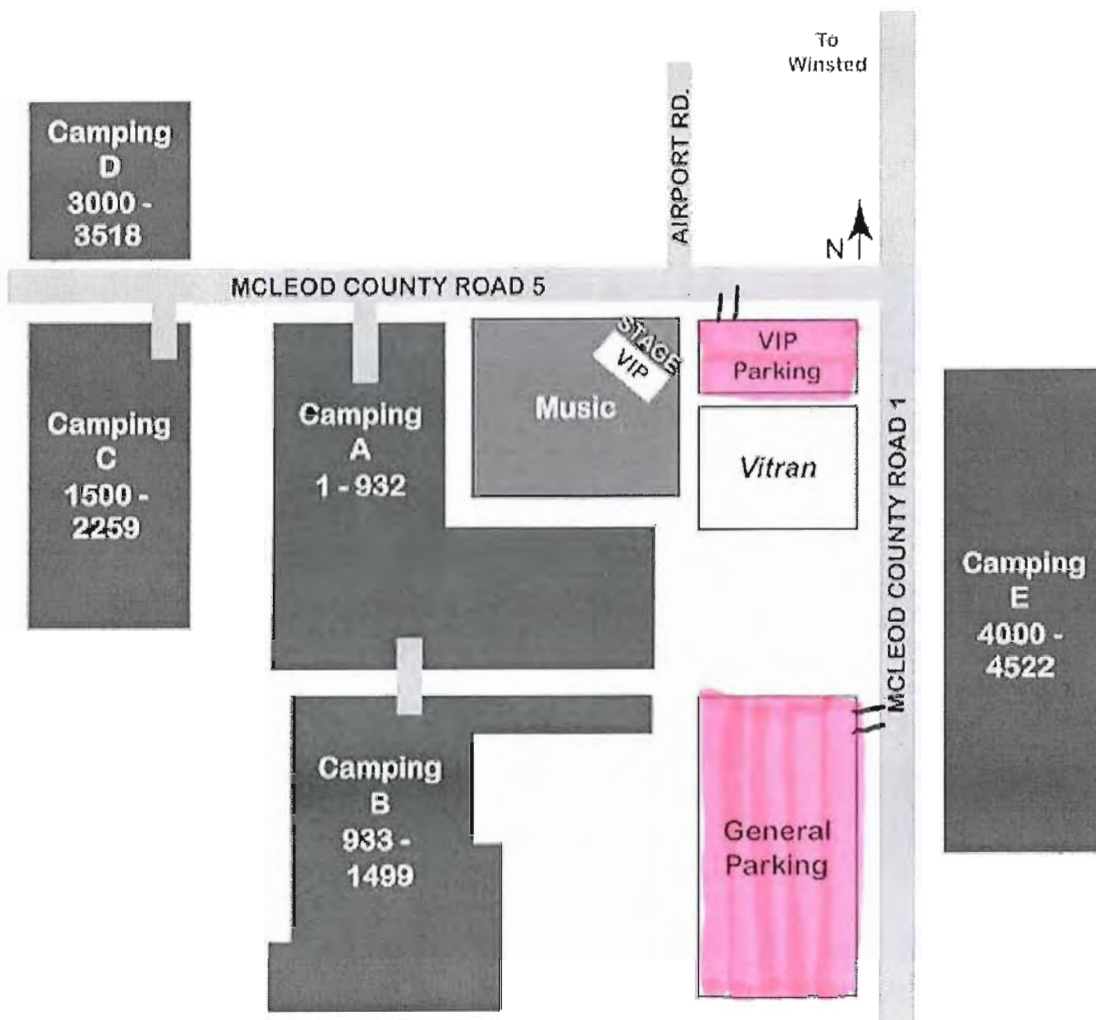 To
Winsted
AIRPORT RD.
N
Camping
D
3000 -
3518
MCLEOD COUNTY ROAD 5
STAGE
VIP
VIP
Parking
Music
Vitran
MCLEOD COUNTY ROAD 1
Camping
C
1500 -
2259
Camping
A
1 - 932
Camping
E
4000 -
4522
Camping
B
933 -
1499
General
Parking